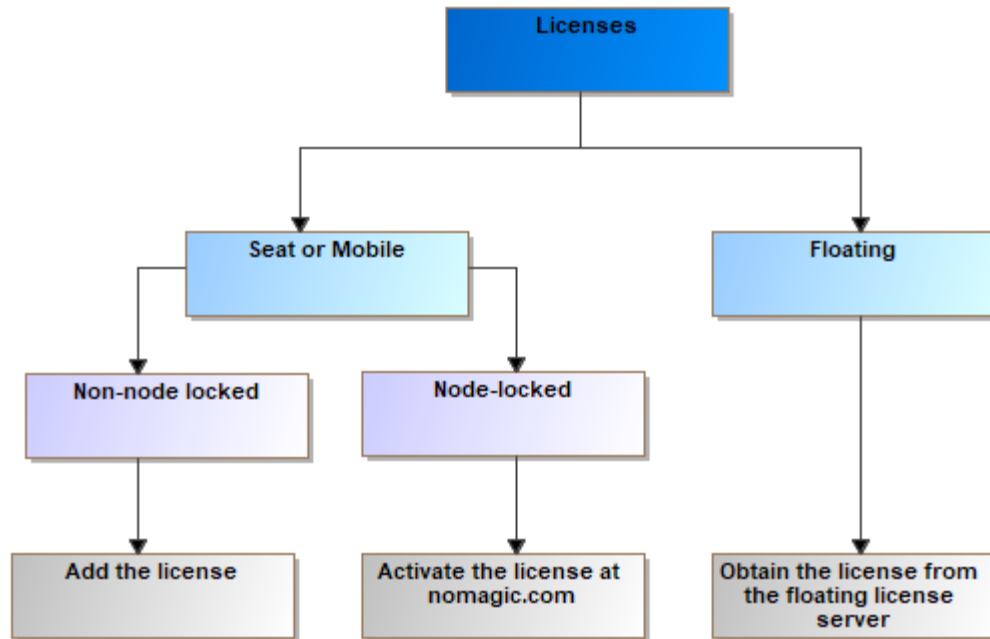 Licenses
Seat or Mobile
Floating
Non-node locked
Node-locked
Add the license
Activate the license at
nomagic.com
Obtain the license from
the floating license
server